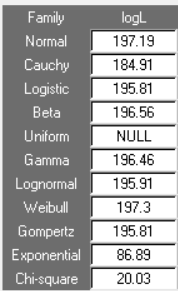 Family logL
Normal 197.19
Cauchy 184.91
Logistic 195.81
Beta 196.56
Uniform NULL
Gamma 196.46
Lognormal 195.91
Weibull 197.3
Gompertz 195.81
Exponential 86.89
Chi-square 20.03